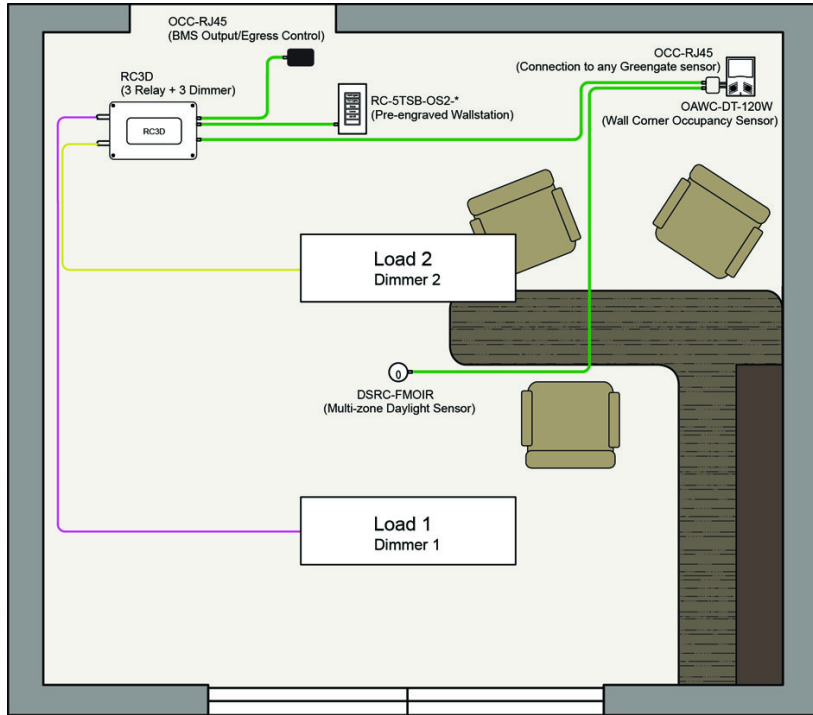 OCC-RJ45
(BMS Output/Egress Control)
OCC-RJ45
(Connection to any Greengate sensor)
RC3D
(3 Relay + 3 Dimmer)
RC3D
RC-5TSB-OS2-*
(Pre-engraved Wallstation)
OAWC-DT-120W
(Wall Corner Occupancy Sensor)
Load 2
Dimmer 2
DSRC-FMOIR
(Multi-zone Daylight Sensor)
Load 1
Dimmer 1